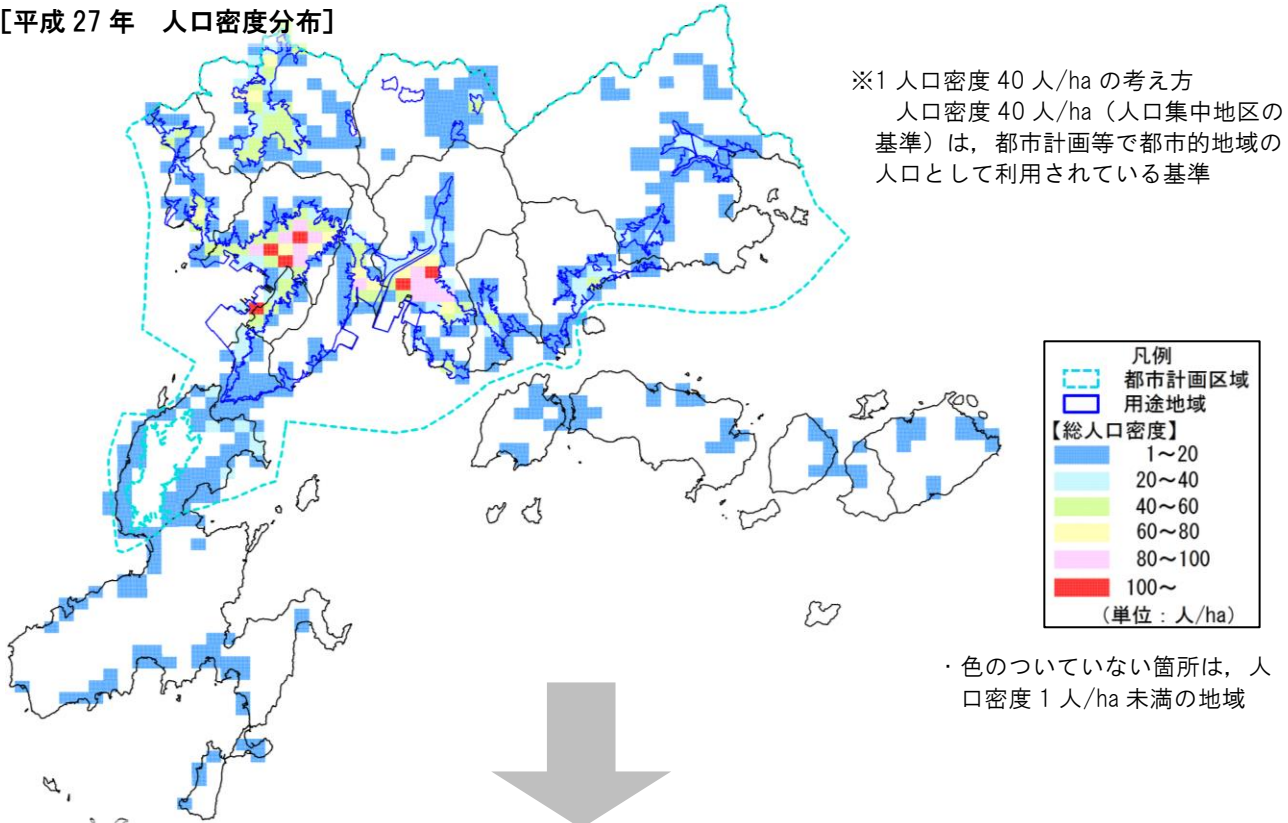 [平成 27 年　人口密度分布]
※1 人口密度 40 人/ha の考え方
人口密度 40 人/ha（人口集中地区の
基準）は，都市計画等で都市的地域の
人口として利用されている基準
凡例
都市計画区域
用途地域
【総人口密度】
1～20
20～40
40～60
60～80
80～100
100～
（単位：人/ha）
・色のついていない箇所は，人
口密度 1 人/ha 未満の地域